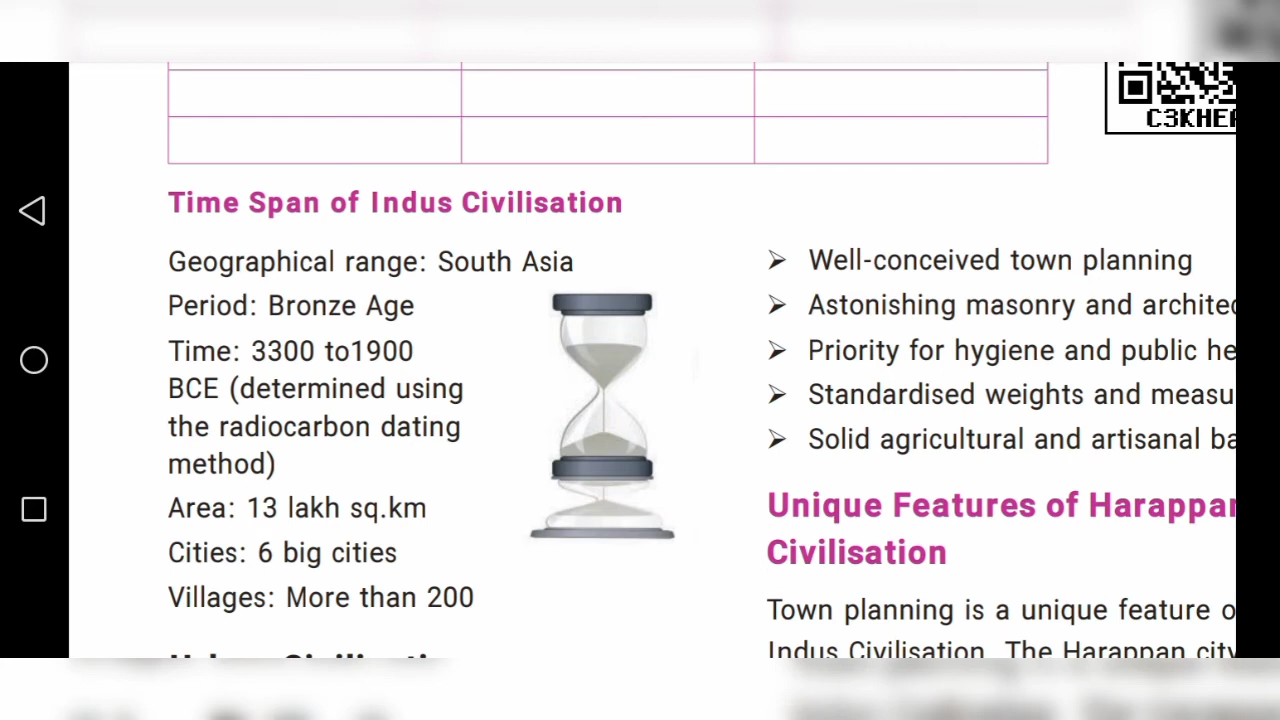 C3KHE
Time Span of Indus Civilisation
Geographical range: South Asia
Period: Bronze Age
Time: 3300 to1900
BCE (determined using
the radiocarbon dating
method)
Area: 13 lakh sq.km
Cities: 6 big cities
Villages: More than 200
➢ Well-conceived town planning
➢ Astonishing masonry and architec
➢ Priority for hygiene and public he
➢ Standardised weights and measu
➢ Solid agricultural and artisanal ba
Unique Features of Harappan
Civilisation
Town planning is a unique feature o
Indus Civilisation. The Harappan city